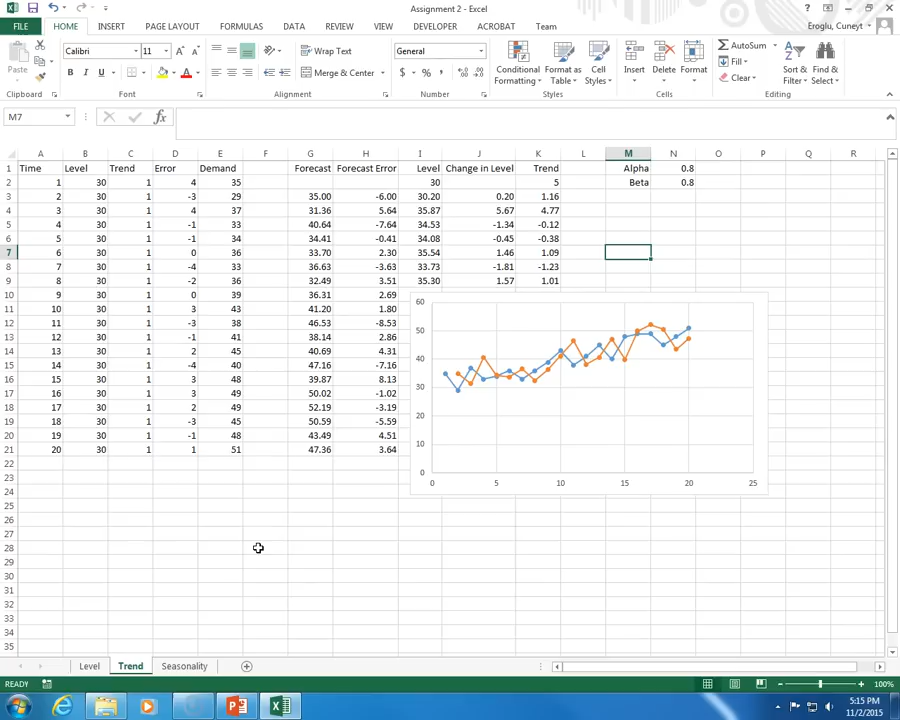 Assignment 2 - Excel
FILE HOME INSERT PAGE LAYOUT FORMULAS DATA REVIEW VIEW DEVELOPER ACROBAT Team Eroglu, Cuneyt
Paste Calibri 11 Wrap Text General Conditional Formatting Format as Table Cell Styles Insert Delete Format AutoSum Fill Clear Sort & Filter Find & Select
B I U Merge & Center $ % ,
Clipboard Font Alignment Number Styles Cells Editing
M7 fx
A B C D E F G H I J K L M N O P Q R
1 Time Level Trend Error Demand Forecast Forecast Error Level Change in Level Trend Alpha 0.8
2 1 30 1 4 35 30 5 Beta 0.8
3 2 30 1 -3 29 35.00 -6.00 30.20 0.20 1.16
4 3 30 1 4 37 31.36 5.64 35.87 5.67 4.77
5 4 30 1 -1 33 40.64 -7.64 34.53 -1.34 -0.12
6 5 30 1 -1 34 34.41 -0.41 34.08 -0.45 -0.38
7 6 30 1 0 36 33.70 2.30 35.54 1.46 1.09
8 7 30 1 -4 33 36.63 -3.63 33.73 -1.81 -1.23
9 8 30 1 -2 36 32.49 3.51 35.30 1.57 1.01
10 9 30 1 0 39 36.31 2.69
11 10 30 1 3 43 41.20 1.80
12 11 30 1 -3 38 46.53 -8.53
13 12 30 1 -1 41 38.14 2.86
14 13 30 1 2 45 40.69 4.31
15 14 30 1 -4 40 47.16 -7.16
16 15 30 1 3 48 39.87 8.13
17 16 30 1 3 49 50.02 -1.02
18 17 30 1 2 49 52.19 -3.19
19 18 30 1 -3 45 50.59 -5.59
20 19 30 1 -1 48 43.49 4.51
21 20 30 1 1 51 47.36 3.64
22
23
24
25
26
27
28
29
30
31
32
33
34
35
60
50
40
30
20
10
0
0 5 10 15 20 25
Level Trend Seasonality
READY 100%
5:15 PM
11/2/2015